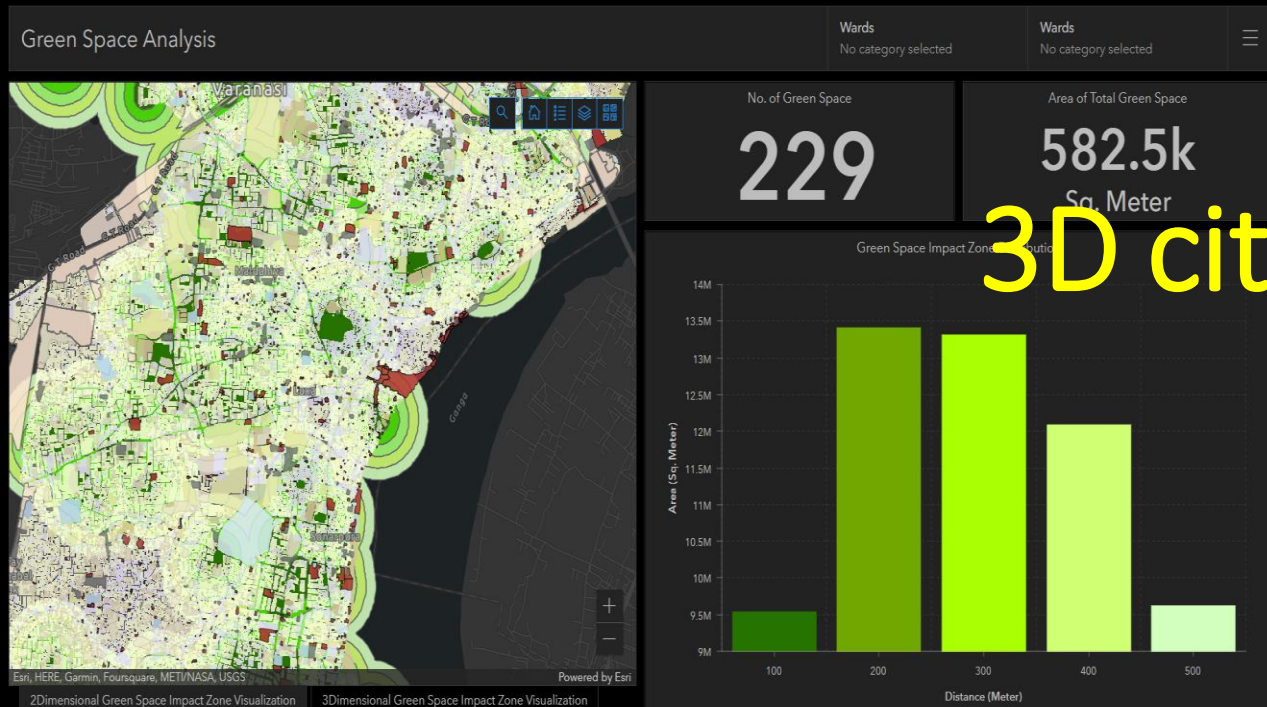 Green Space Analysis
Wards
No category selected
Wards
No category selected
Varanasi
G.T. Road
G.T. Road
Ganga
Sonarpura
Esri, HERE, Garmin, Foursquare, METI/NASA, USGS
Powered by Esri
2Dimensional Green Space Impact Zone Visualization
3Dimensional Green Space Impact Zone Visualization
No. of Green Space
229
Area of Total Green Space
582.5k
Sq. Meter
3D cit
Green Space Impact Zone
14M
13.5M
13M
12.5M
12M
11.5M
11M
10.5M
10M
9.5M
9M
Area (Sq. Meter)
100 200 300 400 500
Distance (Meter)